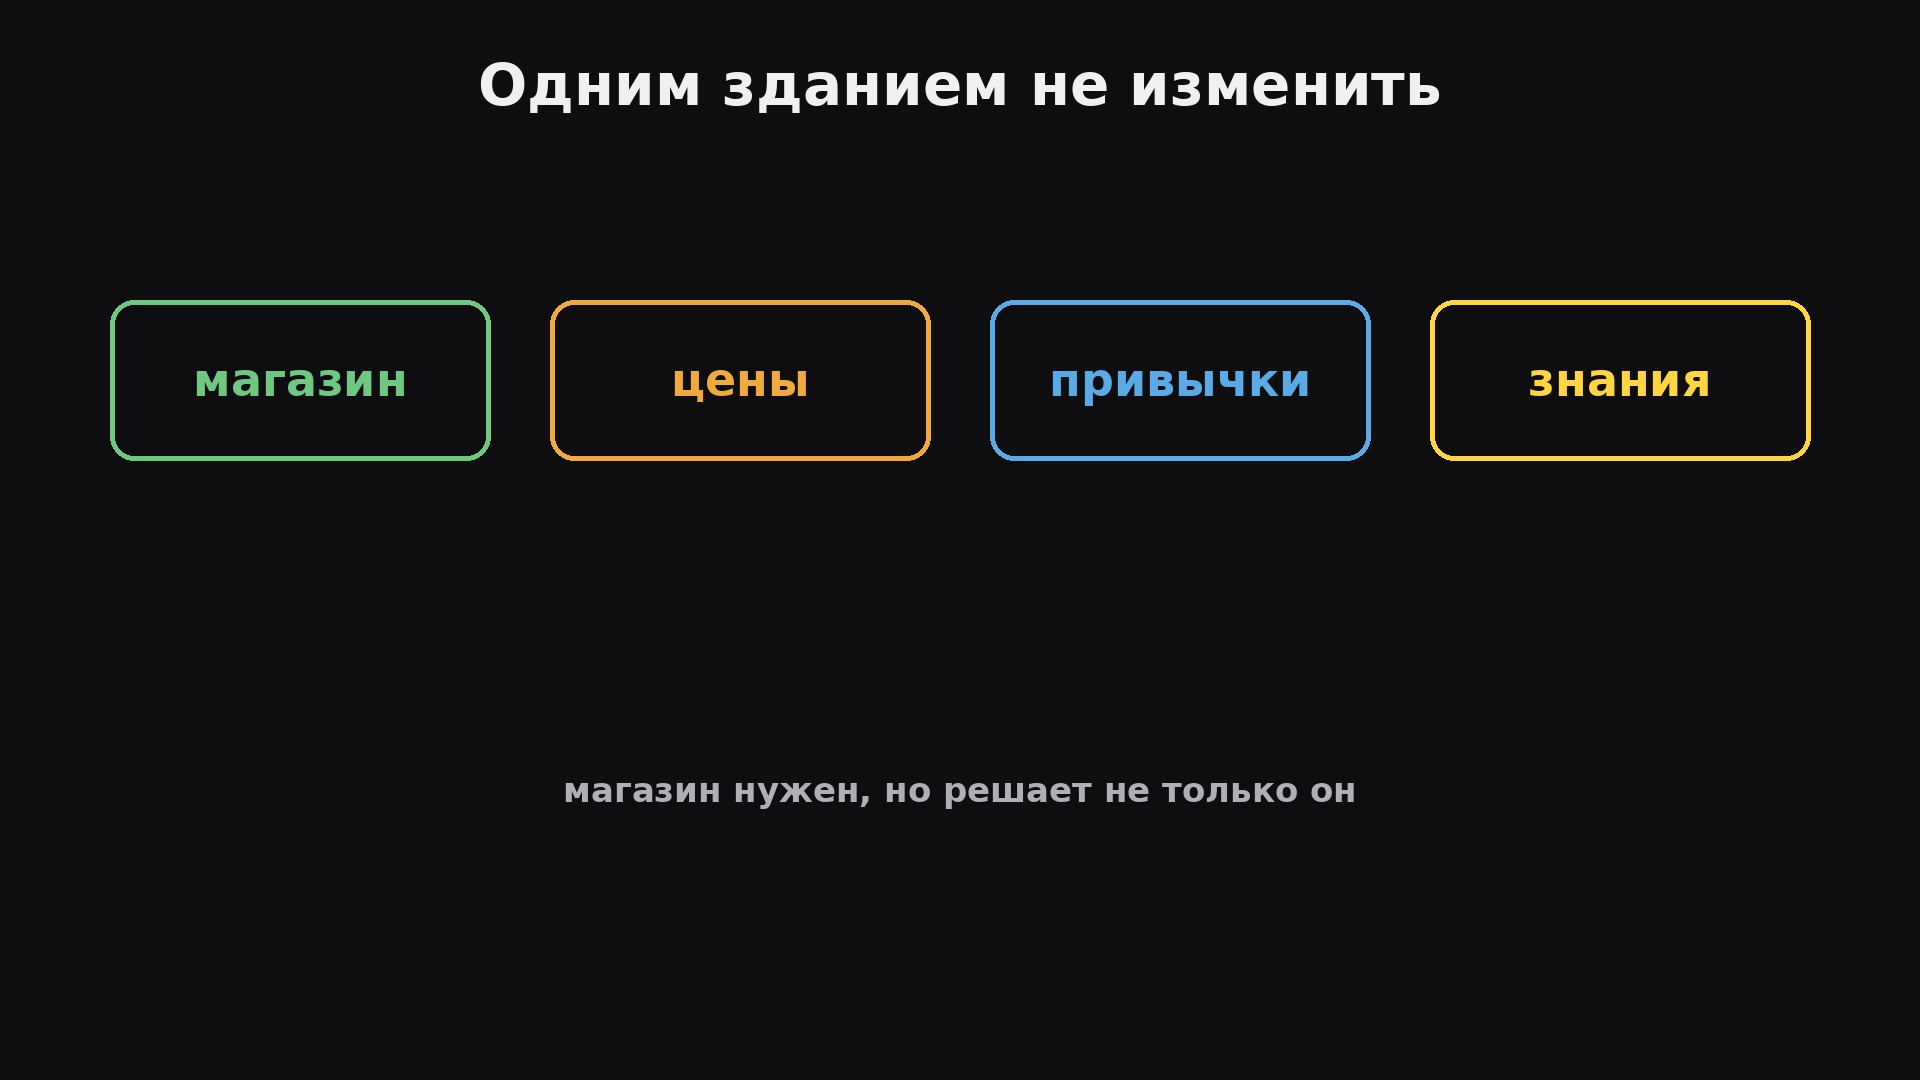 Одним зданием не изменить
магазин
цены
привычки
знания
магазин нужен, но решает не только он